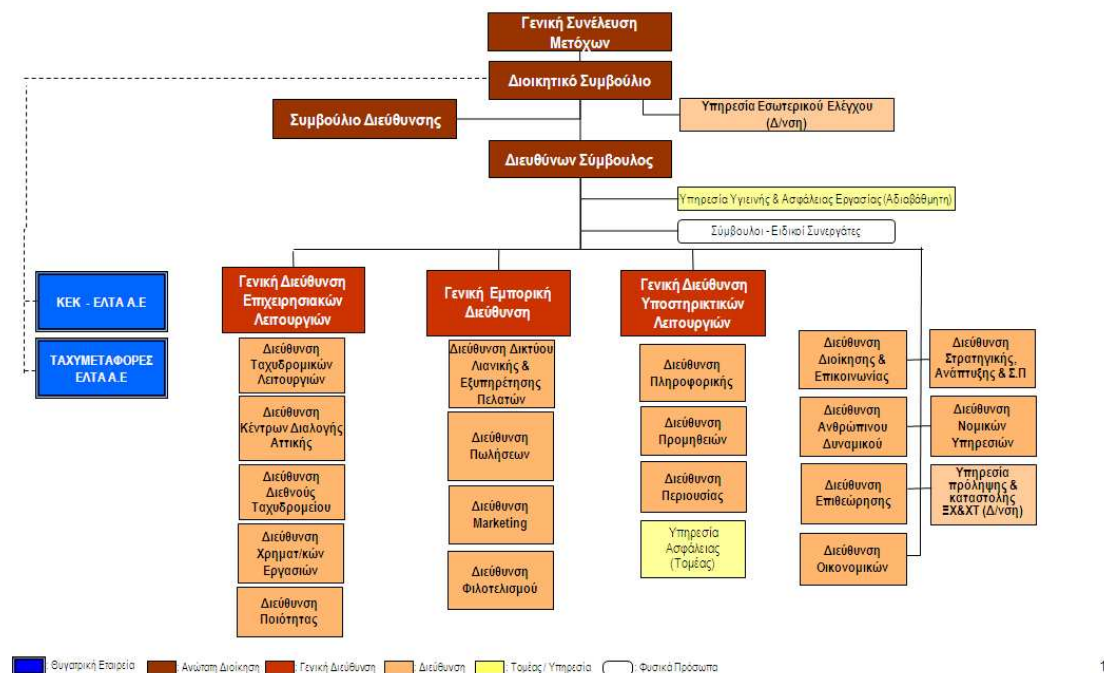 Γενική Συνέλευση
Μετόχων
Διοικητικό Συμβούλιο
Συμβούλιο Διεύθυνσης
Υπηρεσία Εσωτερικού Ελέγχου
(Δ/νση)
Διευθύνων Σύμβουλος
Υπηρεσία Υγιεινής & Ασφάλειας Εργασίας (Αδιαβάθμητη)
Σύμβουλοι - Ειδικοί Συνεργάτες
ΚΕΚ - ΕΛΤΑ Α.Ε
ΤΑΧΥΜΕΤΑΦΟΡΕΣ
ΕΛΤΑ Α.Ε
Γενική Διεύθυνση
Επιχειρησιακών
Λειτουργιών
Διεύθυνση
Ταχυδρομικών
Λειτουργιών
Διεύθυνση
Κέντρων Διαλογής
Αττικής
Διεύθυνση
Διεθνούς
Ταχυδρομείου
Διεύθυνση
Χρηματ/κών
Εργασιών
Διεύθυνση
Ποιότητας
Γενική Εμπορική
Διεύθυνση
Διεύθυνση Δικτύου
Λιανικής &
Εξυπηρέτησης
Πελατών
Διεύθυνση
Πωλήσεων
Διεύθυνση
Marketing
Διεύθυνση
Φιλοτελισμού
Γενική Διεύθυνση
Υποστηρικτικών
Λειτουργιών
Διεύθυνση
Πληροφορικής
Διεύθυνση
Προμηθειών
Διεύθυνση
Περιουσίας
Υπηρεσία
Ασφάλειας
(Τομέας)
Διεύθυνση
Διοίκησης &
Επικοινωνίας
Διεύθυνση
Ανθρώπινου
Δυναμικού
Διεύθυνση
Επιθεώρησης
Διεύθυνση
Οικονομικών
Διεύθυνση
Στρατηγικής,
Ανάπτυξης & Σ.Π
Διεύθυνση
Νομικών
Υπηρεσιών
Υπηρεσία
πρόληψης &
καταστολής
ΞΧ&ΧΤ (Δ/νση)
: Θυγατρική Εταιρεία : Ανώτατη Διοίκηση : Γενική Διεύθυνση : Διεύθυνση : Τομέας / Υπηρεσία : Φυσικά Πρόσωπα
1